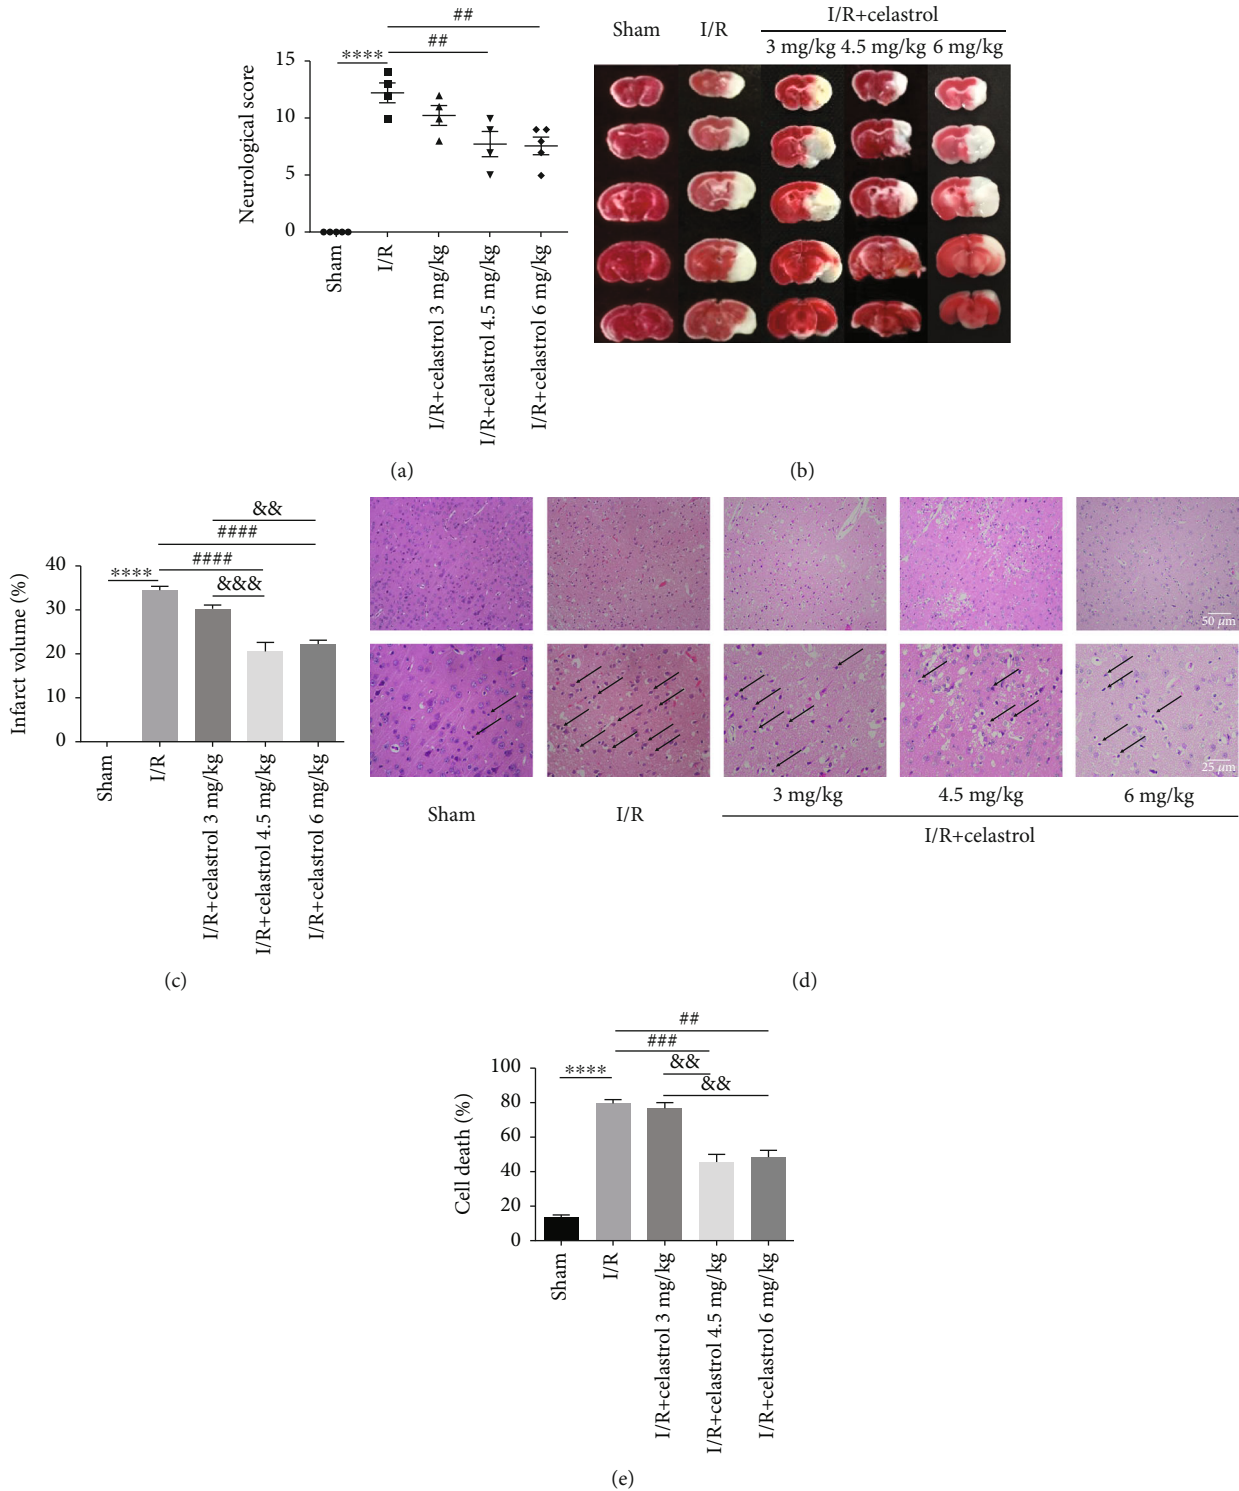 ##
##
****
Neurological score
15
10
5
0
Sham
I/R
I/R+celastrol 3 mg/kg
I/R+celastrol 4.5 mg/kg
I/R+celastrol 6 mg/kg
(a)
I/R+celastrol
Sham
I/R
3 mg/kg 4.5 mg/kg 6 mg/kg
(b)
&&
####
####
****
&&&
Infarct volume (%)
40
30
20
10
0
Sham
I/R
I/R+celastrol 3 mg/kg
I/R+celastrol 4.5 mg/kg
I/R+celastrol 6 mg/kg
(c)
50 µm
25 µm
Sham
I/R
3 mg/kg
4.5 mg/kg
6 mg/kg
I/R+celastrol
(d)
##
###
&&
****
&&
Cell death (%)
100
80
60
40
20
0
Sham
I/R
I/R+celastrol 3 mg/kg
I/R+celastrol 4.5 mg/kg
I/R+celastrol 6 mg/kg
(e)